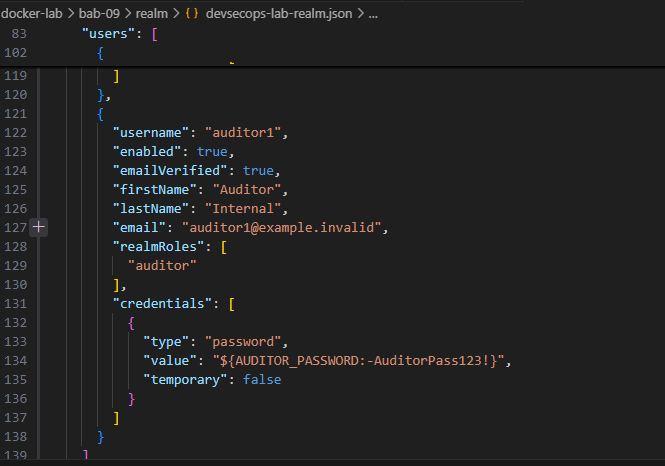 docker-lab > bab-09 > realm > {} devsecops-lab-realm.json > ...
83 "users": [
102 {
119 ]
120 },
121 {
122 "username": "auditor1",
123 "enabled": true,
124 "emailVerified": true,
125 "firstName": "Auditor",
126 "lastName": "Internal",
127 "email": "auditor1@example.invalid",
128 "realmRoles": [
129 "auditor"
130 ],
131 "credentials": [
132 {
133 "type": "password",
134 "value": "${AUDITOR_PASSWORD:-AuditorPass123!}",
135 "temporary": false
136 }
137 ]
138 }
139 ]